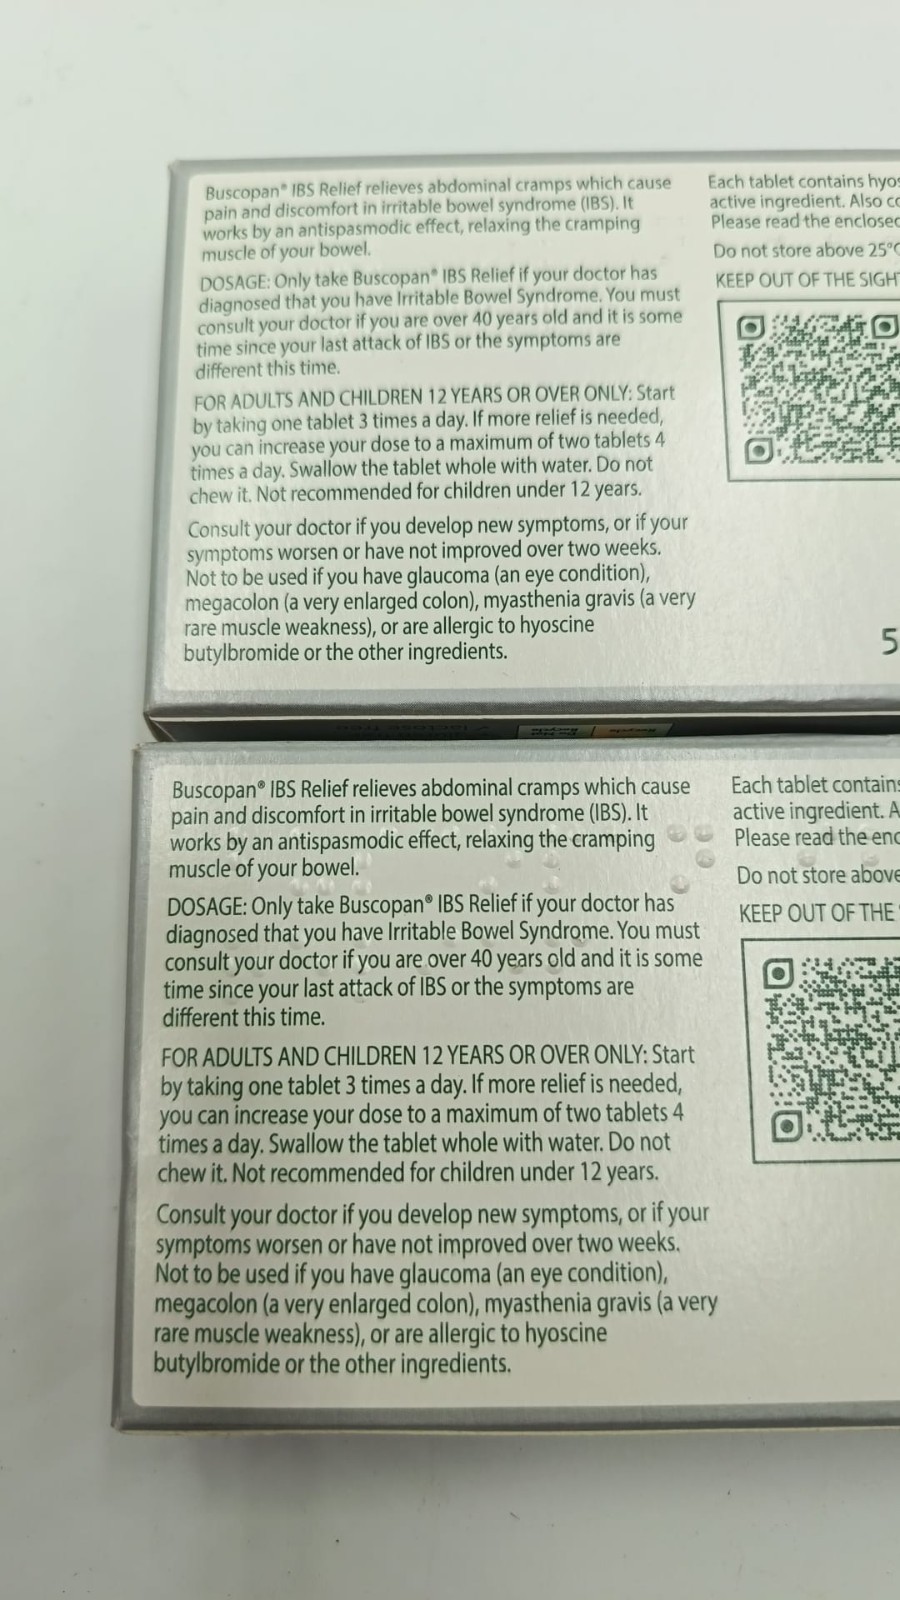 Buscopan® IBS Relief relieves abdominal cramps which cause
pain and discomfort in irritable bowel syndrome (IBS). It
works by an antispasmodic effect, relaxing the cramping
muscle of your bowel.
DOSAGE: Only take Buscopan® IBS Relief if your doctor has
diagnosed that you have Irritable Bowel Syndrome. You must
consult your doctor if you are over 40 years old and it is some
time since your last attack of IBS or the symptoms are
different this time.
FOR ADULTS AND CHILDREN 12 YEARS OR OVER ONLY: Start
by taking one tablet 3 times a day. If more relief is needed,
you can increase your dose to a maximum of two tablets 4
times a day. Swallow the tablet whole with water. Do not
chew it. Not recommended for children under 12 years.
Consult your doctor if you develop new symptoms, or if your
symptoms worsen or have not improved over two weeks.
Not to be used if you have glaucoma (an eye condition),
megacolon (a very enlarged colon), myasthenia gravis (a very
rare muscle weakness), or are allergic to hyoscine
butylbromide or the other ingredients.
Each tablet contains
active ingredient. Also
Please read the enclosed
Do not store above 25°
KEEP OUT OF THE
5
Buscopan® IBS Relief relieves abdominal cramps which cause
pain and discomfort in irritable bowel syndrome (IBS). It
works by an antispasmodic effect, relaxing the cramping
muscle of your bowel.
DOSAGE: Only take Buscopan® IBS Relief if your doctor has
diagnosed that you have Irritable Bowel Syndrome. You must
consult your doctor if you are over 40 years old and it is some
time since your last attack of IBS or the symptoms are
different this time.
FOR ADULTS AND CHILDREN 12 YEARS OR OVER ONLY: Start
by taking one tablet 3 times a day. If more relief is needed,
you can increase your dose to a maximum of two tablets 4
times a day. Swallow the tablet whole with water. Do not
chew it. Not recommended for children under 12 years.
Consult your doctor if you develop new symptoms, or if your
symptoms worsen or have not improved over two weeks.
Not to be used if you have glaucoma (an eye condition),
megacolon (a very enlarged colon), myasthenia gravis (a very
rare muscle weakness), or are allergic to hyoscine
butylbromide or the other ingredients.
Each tablet contains
active ingredient.
Please read the
Do not store above
KEEP OUT OF THE